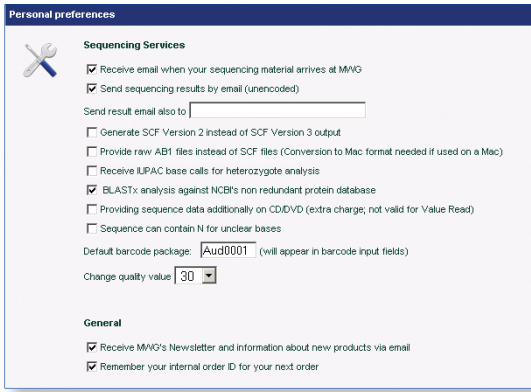 Personal preferences
Sequencing Services
Receive email when your sequencing material arrives at MWG
Send sequencing results by email (unencoded)
Send result email also to
Generate SCF Version 2 instead of SCF Version 3 output
Provide raw AB1 files instead of SCF files (Conversion to Mac format needed if used on a Mac)
Receive IUPAC base calls for heterozygote analysis
BLASTx analysis against NCBI's non redundant protein database
Providing sequence data additionally on CD/DVD (extra charge; not valid for Value Read)
Sequence can contain N for unclear bases
Default barcode package: Aud0001 (will appear in barcode input fields)
Change quality value 30
General
Receive MWG's Newsletter and information about new products via email
Remember your internal order ID for your next order